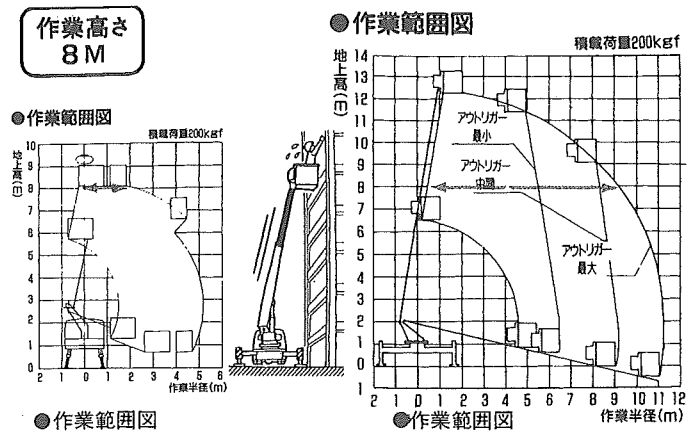 作業高さ
8M
●作業範囲図
積載荷重200kgf
地上高(m)
10
9
8
7
6
5
4
3
2
1
0
2 1 0 1 2 3 4 5 6
作業半径(m)
●作業範囲図
●作業範囲図
積載荷重200kgf
地上高(m)
14
13
12
11
10
9
8
7
6
5
4
3
2
1
0
1
アウトリガー
最小
アウトリガー
中間
アウトリガー
最大
2 1 0 1 2 3 4 5 6 7 8 9 10 11 12
作業半径(m)
●作業範囲図